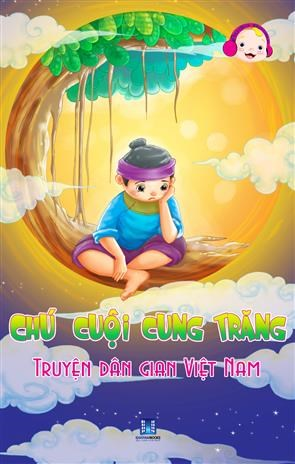 CHÚ CUỘI CUNG TRĂNG
TRUYỆN DÂN GIAN VIỆT NAM